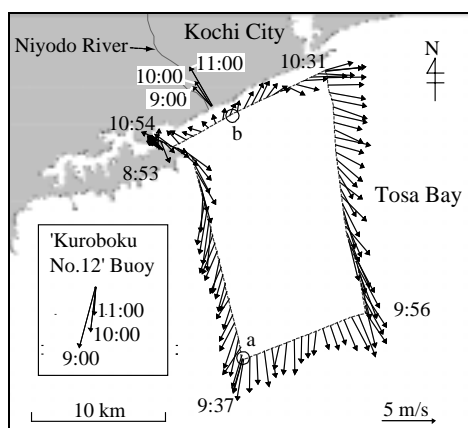 Kochi City
Niyodo River
11:00
10:31
N
10:00
9:00
10:54
b
8:53
Tosa Bay
'Kuroboku
No.12' Buoy
11:00
10:00
9:00
a
9:56
9:37
10 km
5 m/s